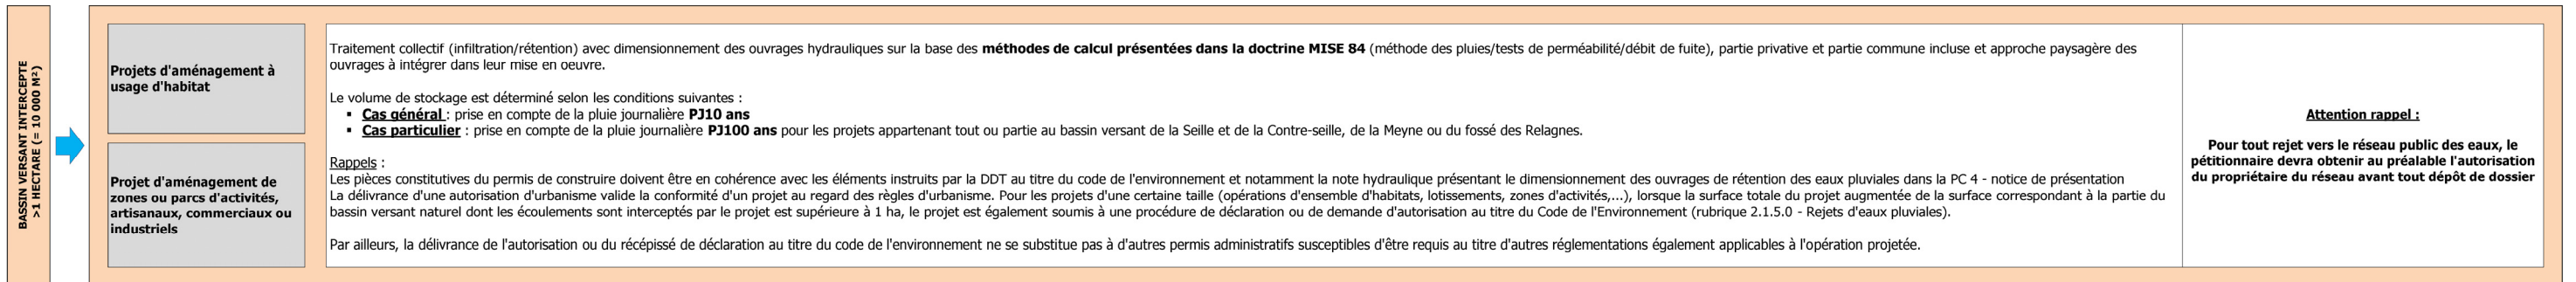 BASSIN VERSANT INTERCEPTE
>1 HECTARE (= 10 000 M²)
Projets d'aménagement à
usage d'habitat
Projet d'aménagement de
zones ou parcs d'activités,
artisanaux, commerciaux ou
industriels
Traitement collectif (infiltration/rétention) avec dimensionnement des ouvrages hydrauliques sur la base des méthodes de calcul présentées dans la doctrine MISE 84 (méthode des pluies/tests de perméabilité/débit de fuite), partie privative et partie commune incluse et approche paysagère des
ouvrages à intégrer dans leur mise en oeuvre.
Le volume de stockage est déterminé selon les conditions suivantes :
▪ Cas général : prise en compte de la pluie journalière PJ10 ans
▪ Cas particulier : prise en compte de la pluie journalière PJ100 ans pour les projets appartenant tout ou partie au bassin versant de la Seille et de la Contre-seille, de la Meyne ou du fossé des Relagnes.
Rappels :
Les pièces constitutives du permis de construire doivent être en cohérence avec les éléments instruits par la DDT au titre du code de l'environnement et notamment la note hydraulique présentant le dimensionnement des ouvrages de rétention des eaux pluviales dans la PC 4 - notice de présentation
La délivrance d'une autorisation d'urbanisme valide la conformité d'un projet au regard des règles d'urbanisme. Pour les projets d'une certaine taille (opérations d'ensemble d'habitats, lotissements, zones d'activités,...), lorsque la surface totale du projet augmentée de la surface correspondant à la partie du
bassin versant naturel dont les écoulements sont interceptés par le projet est supérieure à 1 ha, le projet est également soumis à une procédure de déclaration ou de demande d'autorisation au titre du Code de l'Environnement (rubrique 2.1.5.0 - Rejets d'eaux pluviales).
Par ailleurs, la délivrance de l'autorisation ou du récépissé de déclaration au titre du code de l'environnement ne se substitue pas à d'autres permis administratifs susceptibles d'être requis au titre d'autres réglementations également applicables à l'opération projetée.
Attention rappel :
Pour tout rejet vers le réseau public des eaux, le
pétitionnaire devra obtenir au préalable l'autorisation
du propriétaire du réseau avant tout dépôt de dossier